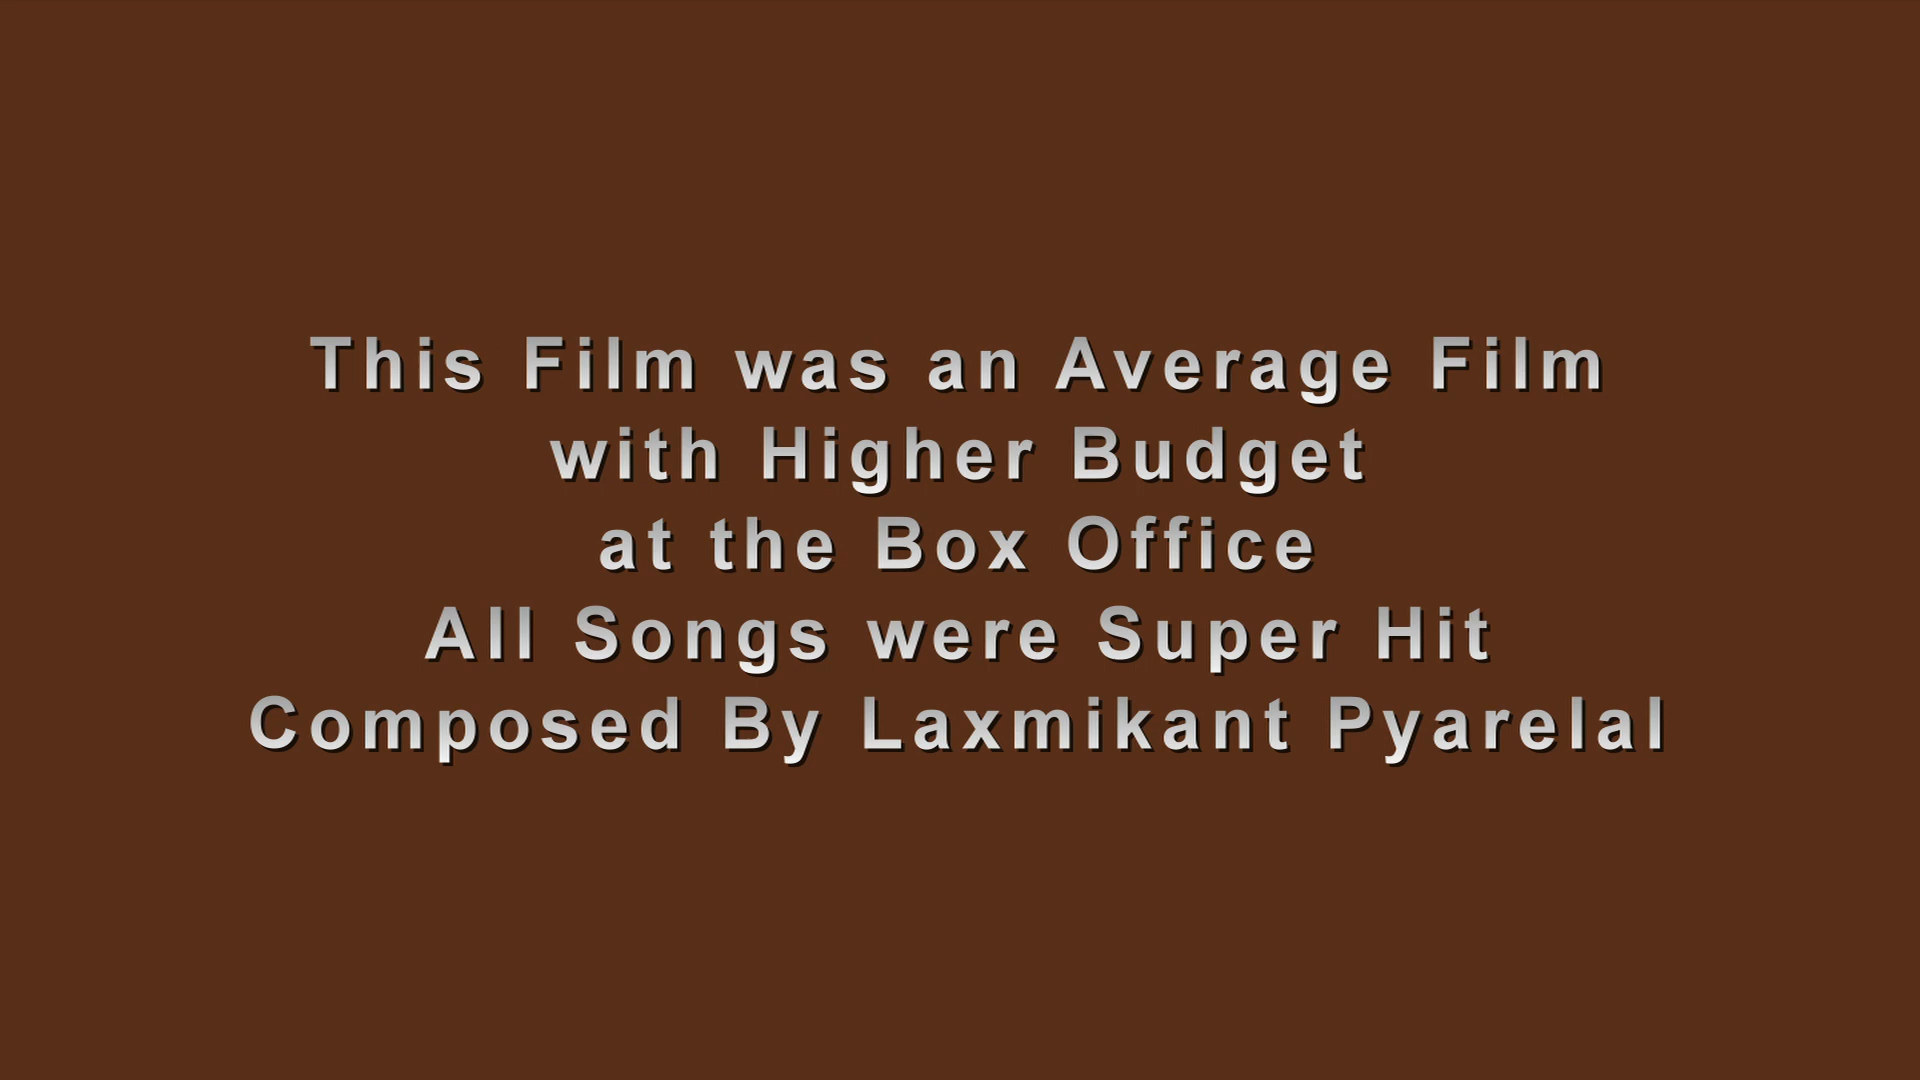 This Film was an Average Film
with Higher Budget
at the Box Office
All Songs were Super Hit
Composed By Laxmikant Pyarelal